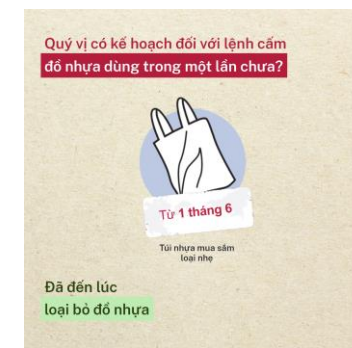 Quý vị có kế hoạch đối với lệnh cấm
đồ nhựa dùng trong một lần chưa?
Từ 1 tháng 6
Túi nhựa mua sắm
loại nhẹ
Đã đến lúc
loại bỏ đồ nhựa